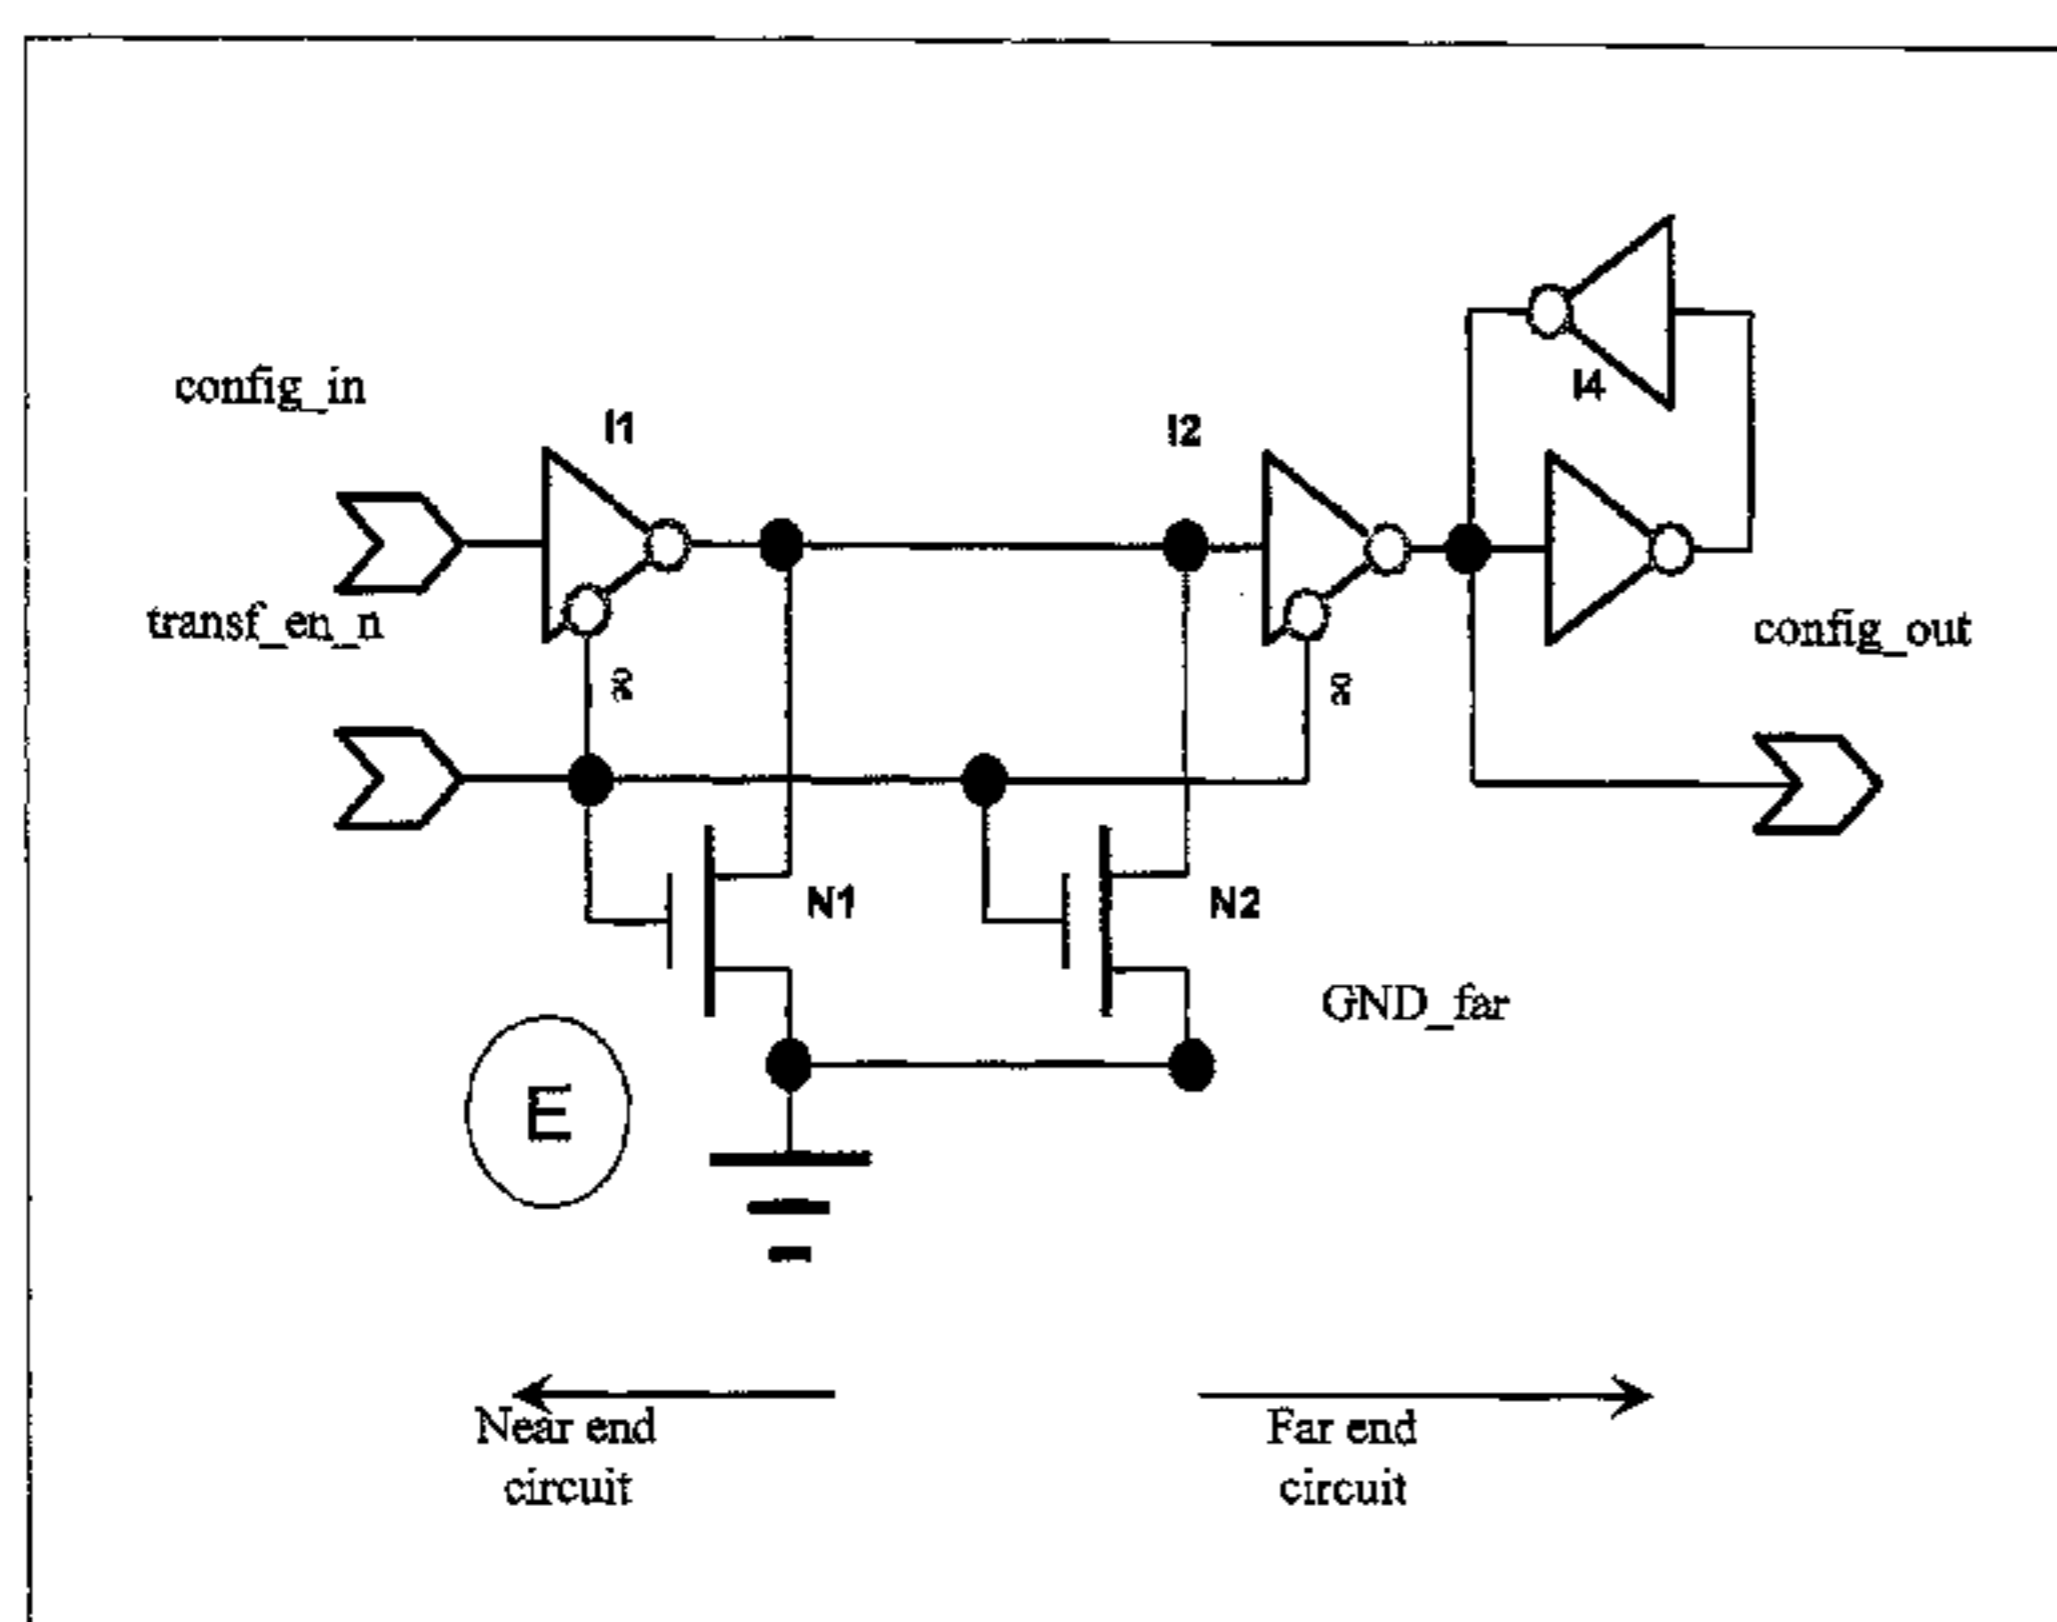 config_in
I1
I2
I4
transf_en_n
config_out
N1
N2
GND_far
E
Near end
circuit
Far end
circuit